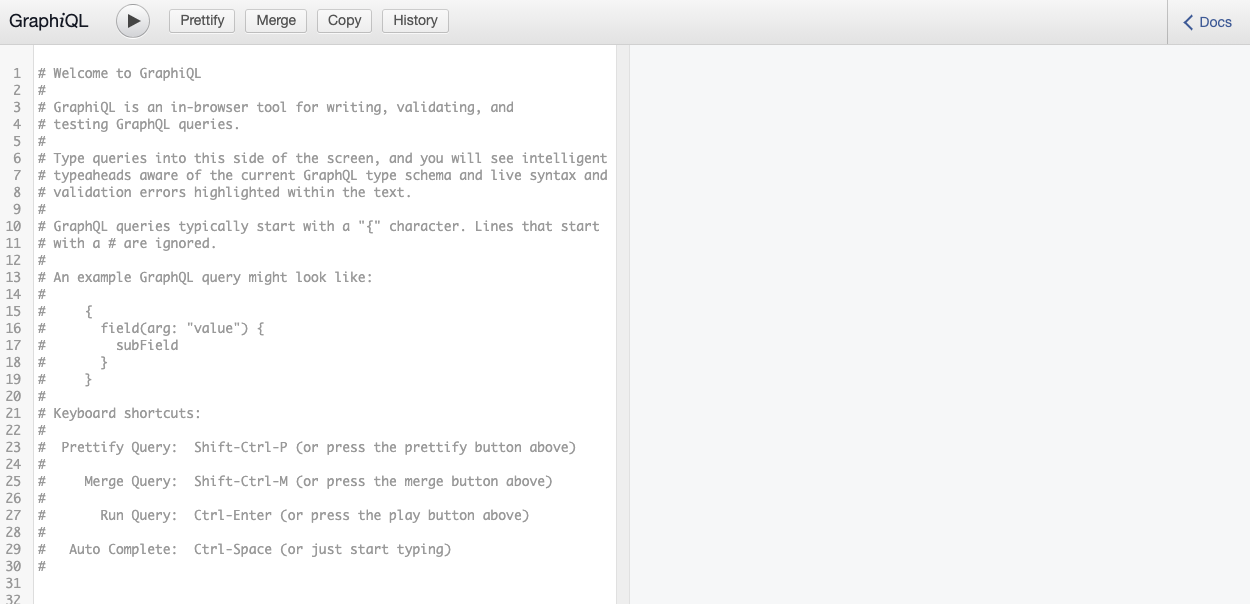 GraphiQL Prettify Merge Copy History Docs
1 # Welcome to GraphiQL
2 #
3 # GraphiQL is an in-browser tool for writing, validating, and
4 # testing GraphQL queries.
5 #
6 # Type queries into this side of the screen, and you will see intelligent
7 # typeaheads aware of the current GraphQL type schema and live syntax and
8 # validation errors highlighted within the text.
9 #
10 # GraphQL queries typically start with a "{" character. Lines that start
11 # with a # are ignored.
12 #
13 # An example GraphQL query might look like:
14 #
15 #     {
16 #       field(arg: "value") {
17 #         subField
18 #       }
19 #     }
20 #
21 # Keyboard shortcuts:
22 #
23 #  Prettify Query:  Shift-Ctrl-P (or press the prettify button above)
24 #
25 #     Merge Query:  Shift-Ctrl-M (or press the merge button above)
26 #
27 #       Run Query:  Ctrl-Enter (or press the play button above)
28 #
29 #   Auto Complete:  Ctrl-Space (or just start typing)
30 #
31
32